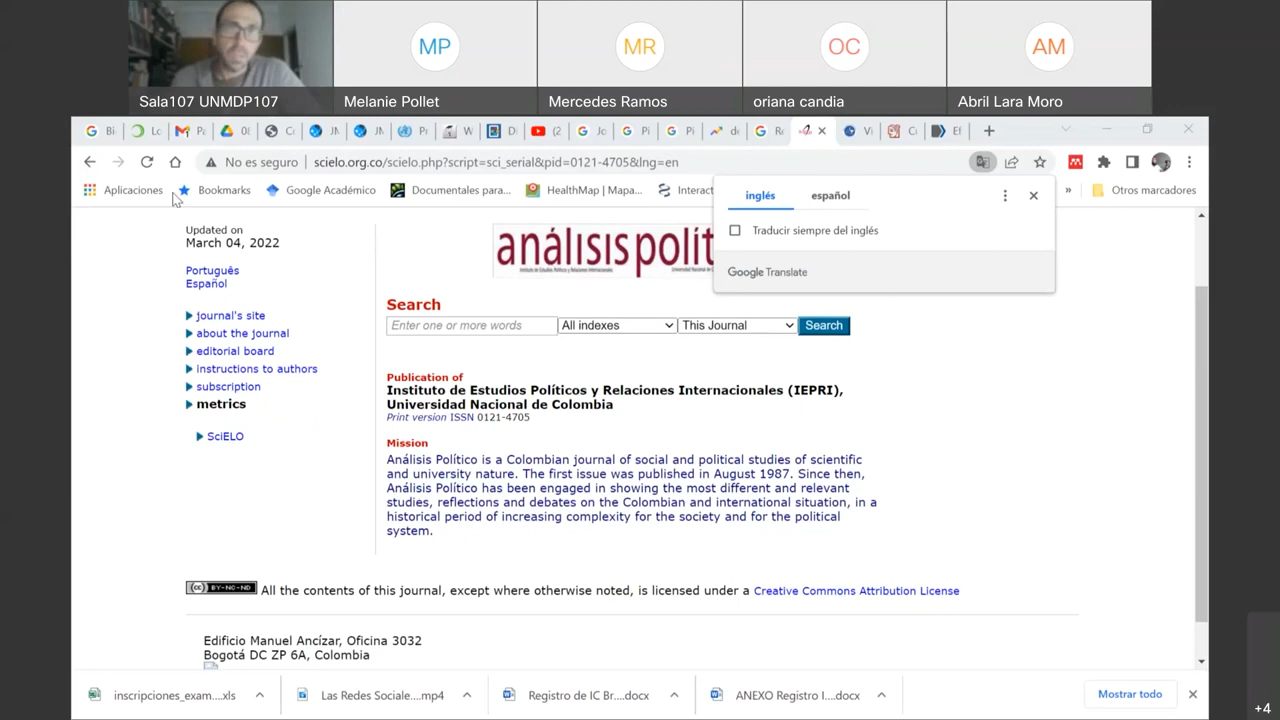 MP
MR
OC
AM
Sala107 UNMDP107
Melanie Pollet
Mercedes Ramos
oriana candia
Abril Lara Moro
No es seguro
scielo.org.co/scielo.php?script=sci_serial&pid=0121-4705&lng=en
Aplicaciones
Bookmarks
Google Académico
Documentales para...
HealthMap | Mapa...
Interact
Otros marcadores
inglés
español
Traducir siempre del inglés
Google Translate
Updated on
March 04, 2022
Português
Español
journal's site
about the journal
editorial board
instructions to authors
subscription
metrics
SciELO
análisis polít
Search
Enter one or more words
All indexes
This Journal
Search
Publication of
Instituto de Estudios Políticos y Relaciones Internacionales (IEPRI),
Universidad Nacional de Colombia
Print version ISSN 0121-4705
Mission
Análisis Político is a Colombian journal of social and political studies of scientific
and university nature. The first issue was published in August 1987. Since then,
Análisis Político has been engaged in showing the most different and relevant
studies, reflections and debates on the Colombian and international situation, in a
historical period of increasing complexity for the society and for the political
system.
(cc) BY-NC-ND
All the contents of this journal, except where otherwise noted, is licensed under a Creative Commons Attribution License
Edificio Manuel Ancízar, Oficina 3032
Bogotá DC ZP 6A, Colombia
inscripciones_exam....xls
Las Redes Sociale....mp4
Registro de IC Br....docx
ANEXO Registro I....docx
Mostrar todo
+4